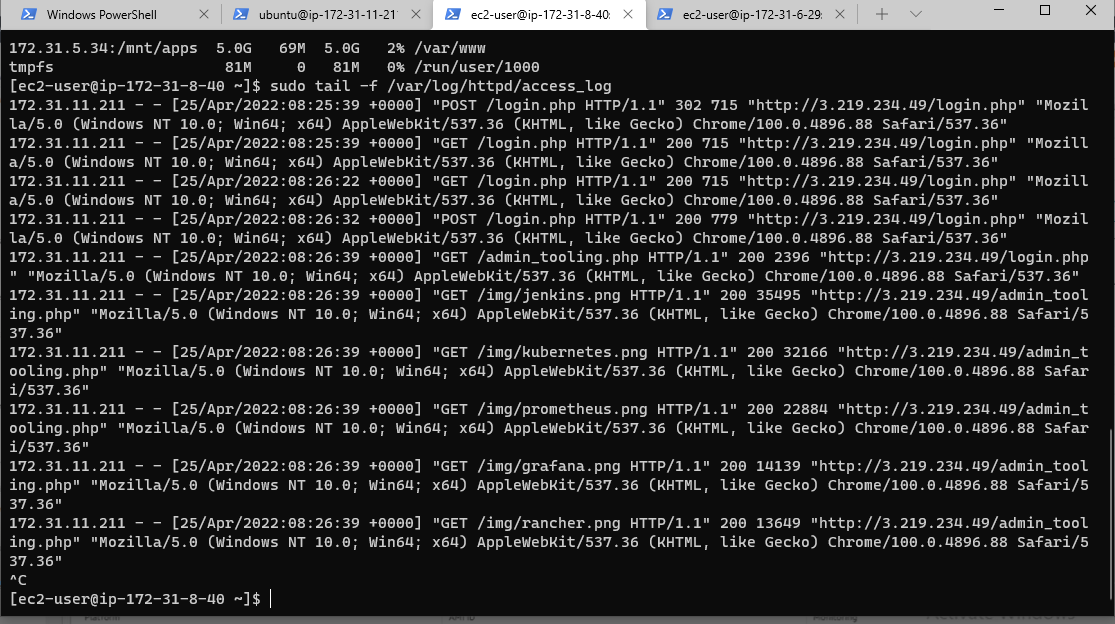 Windows PowerShell
ubuntu@ip-172-31-11-21
ec2-user@ip-172-31-8-40:
ec2-user@ip-172-31-6-29:
172.31.5.34:/mnt/apps  5.0G   69M  5.0G   2% /var/www
tmpfs                   81M     0   81M   0% /run/user/1000
[ec2-user@ip-172-31-8-40 ~]$ sudo tail -f /var/log/httpd/access_log
172.31.11.211 - - [25/Apr/2022:08:25:39 +0000] "POST /login.php HTTP/1.1" 302 715 "http://3.219.234.49/login.php" "Mozil
la/5.0 (Windows NT 10.0; Win64; x64) AppleWebKit/537.36 (KHTML, like Gecko) Chrome/100.0.4896.88 Safari/537.36"
172.31.11.211 - - [25/Apr/2022:08:25:39 +0000] "GET /login.php HTTP/1.1" 200 715 "http://3.219.234.49/login.php" "Mozill
a/5.0 (Windows NT 10.0; Win64; x64) AppleWebKit/537.36 (KHTML, like Gecko) Chrome/100.0.4896.88 Safari/537.36"
172.31.11.211 - - [25/Apr/2022:08:26:22 +0000] "GET /login.php HTTP/1.1" 200 715 "http://3.219.234.49/login.php" "Mozill
a/5.0 (Windows NT 10.0; Win64; x64) AppleWebKit/537.36 (KHTML, like Gecko) Chrome/100.0.4896.88 Safari/537.36"
172.31.11.211 - - [25/Apr/2022:08:26:32 +0000] "POST /login.php HTTP/1.1" 200 779 "http://3.219.234.49/login.php" "Mozil
la/5.0 (Windows NT 10.0; Win64; x64) AppleWebKit/537.36 (KHTML, like Gecko) Chrome/100.0.4896.88 Safari/537.36"
172.31.11.211 - - [25/Apr/2022:08:26:39 +0000] "GET /admin_tooling.php HTTP/1.1" 200 2396 "http://3.219.234.49/login.php
" "Mozilla/5.0 (Windows NT 10.0; Win64; x64) AppleWebKit/537.36 (KHTML, like Gecko) Chrome/100.0.4896.88 Safari/537.36"
172.31.11.211 - - [25/Apr/2022:08:26:39 +0000] "GET /img/jenkins.png HTTP/1.1" 200 35495 "http://3.219.234.49/admin_tool
ing.php" "Mozilla/5.0 (Windows NT 10.0; Win64; x64) AppleWebKit/537.36 (KHTML, like Gecko) Chrome/100.0.4896.88 Safari/5
37.36"
172.31.11.211 - - [25/Apr/2022:08:26:39 +0000] "GET /img/kubernetes.png HTTP/1.1" 200 32166 "http://3.219.234.49/admin_t
ooling.php" "Mozilla/5.0 (Windows NT 10.0; Win64; x64) AppleWebKit/537.36 (KHTML, like Gecko) Chrome/100.0.4896.88 Safar
i/537.36"
172.31.11.211 - - [25/Apr/2022:08:26:39 +0000] "GET /img/prometheus.png HTTP/1.1" 200 22884 "http://3.219.234.49/admin_t
ooling.php" "Mozilla/5.0 (Windows NT 10.0; Win64; x64) AppleWebKit/537.36 (KHTML, like Gecko) Chrome/100.0.4896.88 Safar
i/537.36"
172.31.11.211 - - [25/Apr/2022:08:26:39 +0000] "GET /img/grafana.png HTTP/1.1" 200 14139 "http://3.219.234.49/admin_tool
ing.php" "Mozilla/5.0 (Windows NT 10.0; Win64; x64) AppleWebKit/537.36 (KHTML, like Gecko) Chrome/100.0.4896.88 Safari/5
37.36"
172.31.11.211 - - [25/Apr/2022:08:26:39 +0000] "GET /img/rancher.png HTTP/1.1" 200 13649 "http://3.219.234.49/admin_tool
ing.php" "Mozilla/5.0 (Windows NT 10.0; Win64; x64) AppleWebKit/537.36 (KHTML, like Gecko) Chrome/100.0.4896.88 Safari/5
37.36"
^C
[ec2-user@ip-172-31-8-40 ~]$